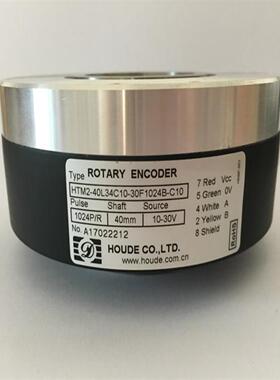 Type ROTARY ENCODER
HTM2-40L34C10-30F1024B-C10
Pulse Shaft Source
1024P/R 40mm 10-30V
No. A17022212
7 Red Vcc
5 Green 0V
4 White A
2 Yellow B
8 Shield
RoHS
HOUDE CO.,LTD.
www.houde.com.cn